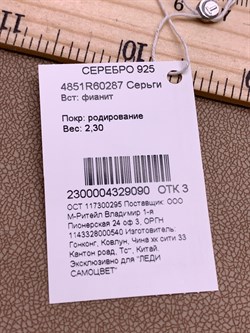 СЕРЕБРО 925
4851R60287 Серьги
Вст: фианит
Покр: родирование
Вес: 2,30
2300004329090 ОТК 3
ОСТ 117300295 Поставщик: ООО
М-Ритейл Владимир 1-я
Пионерская 24 оф 3, ОРГН
1143328000540 Изготовитель:
Гонконг, Ковлун, Чина хк сити 33
Кантон роад, Тст, Китай.
Эксклюзивно для "ЛЕДИ
САМОЦВЕТ"